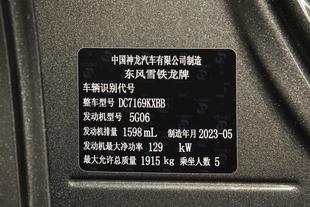 中国神龙汽车有限公司制造
东风雪铁龙牌
车辆识别代号
整车型号 DC7169KXBB
发动机型号 5G06
发动机排量 1598 mL 制造年月 2023-05
发动机最大净功率 129 kW
最大允许总质量 1915 kg 乘坐人数 5